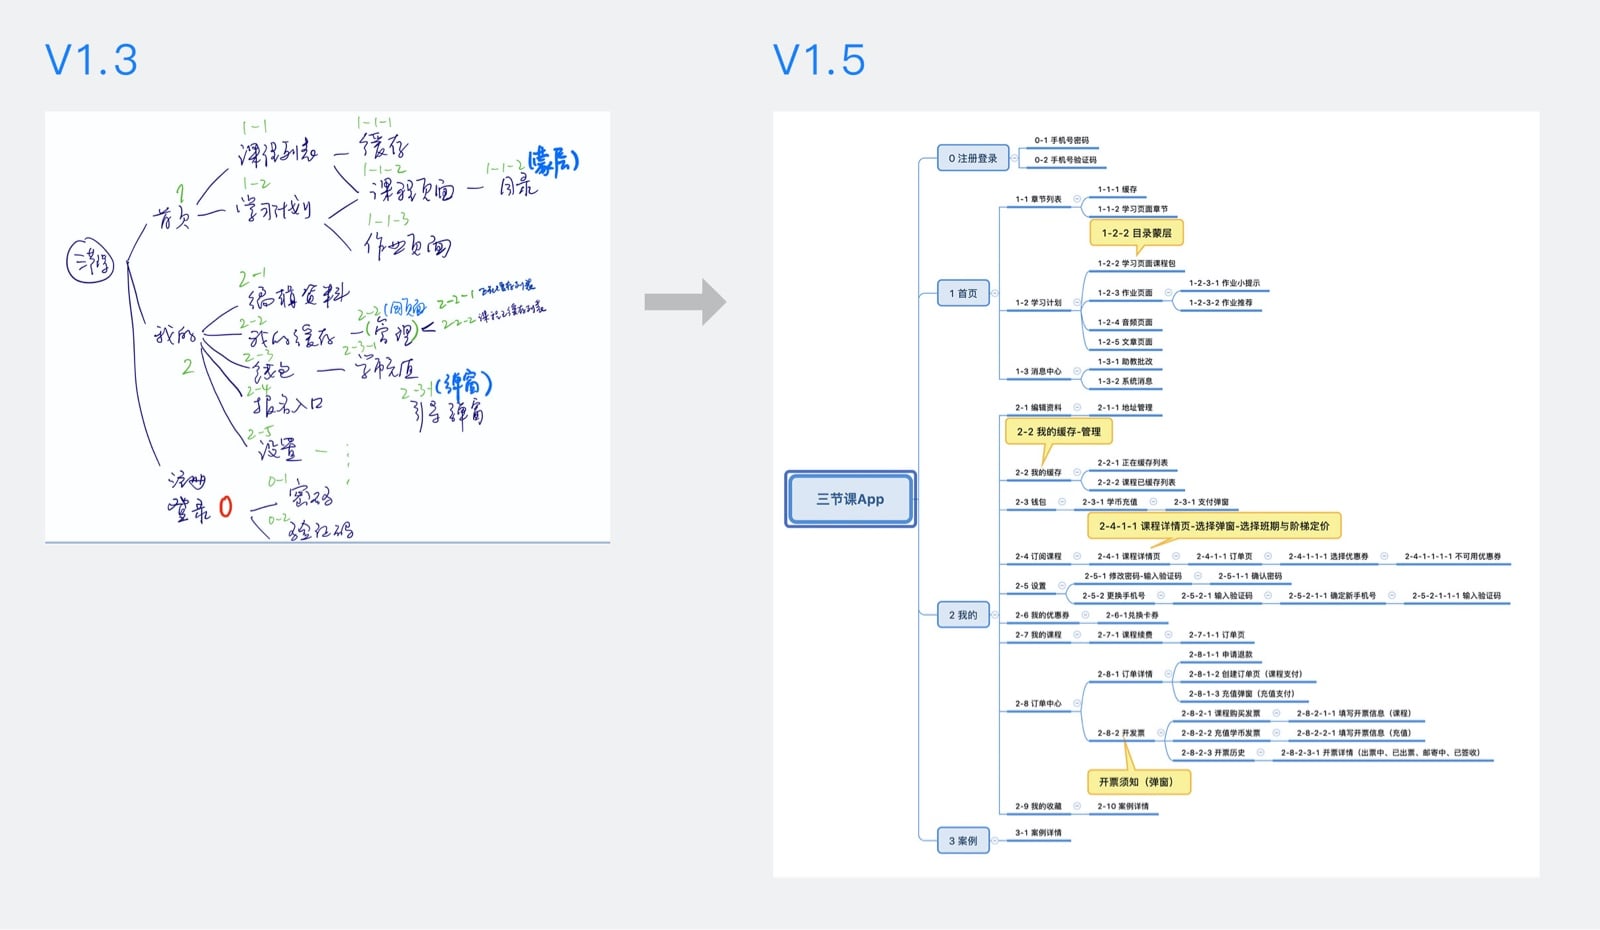 V1.3
V1.5
1-1
课程列表
1-1-1
缓存
1-2
学习计划
1-1-2
课程页面
1-1-2(蒙层)
目录
1
首页
1-1-3
作业页面
三节课
2-1
编辑资料
2-2
我的缓存
2-2(同页面
(管理)
2-2-1 正在缓存列表
2-2-2 课程已缓存列表
我的
2
2-3
钱包
2-3-1
学币充值
2-3-1(弹窗)
引导弹窗
2-4
报名入口
2-5
设置
注册
登录 0
0-1
密码
0-2
验证码
三节课App
0 注册登录
0-1 手机号密码
0-2 手机号验证码
1 首页
1-1 章节列表
1-1-1 缓存
1-1-2 学习页面章节
1-2-2 目录蒙层
1-2 学习计划
1-2-2 学习页面课程包
1-2-3 作业页面
1-2-3-1 作业小提示
1-2-3-2 作业推荐
1-2-4 音频页面
1-2-5 文章页面
1-3 消息中心
1-3-1 助教批改
1-3-2 系统消息
2 我的
2-1 编辑资料
2-1-1 地址管理
2-2 我的缓存-管理
2-2 我的缓存
2-2-1 正在缓存列表
2-2-2 课程已缓存列表
2-3 钱包
2-3-1 学币充值
2-3-1 支付弹窗
2-4-1-1 课程详情页-选择弹窗-选择班期与阶梯定价
2-4 订阅课程
2-4-1 课程详情页
2-4-1-1 订单页
2-4-1-1-1 选择优惠券
2-4-1-1-1-1 不可用优惠券
2-5 设置
2-5-1 修改密码-输入验证码
2-5-1-1 确认密码
2-5-2 更换手机号
2-5-2-1 输入验证码
2-5-2-1-1 确定新手机号
2-5-2-1-1-1 输入验证码
2-6 我的优惠券
2-6-1兑换卡券
2-7 我的课程
2-7-1 课程续费
2-7-1-1 订单页
2-8 订单中心
2-8-1 订单详情
2-8-1-1 申请退款
2-8-1-2 创建订单页（课程支付）
2-8-1-3 充值弹窗（充值支付）
2-8-2 开发票
2-8-2-1 课程购买发票
2-8-2-1-1 填写开票信息（课程）
2-8-2-2 充值学币发票
2-8-2-2-1 填写开票信息（充值）
2-8-2-3 开票历史
2-8-2-3-1 开票详情（出票中、已出票、邮寄中、已签收）
开票须知（弹窗）
2-9 我的收藏
2-10 案例详情
3 案例
3-1 案例详情